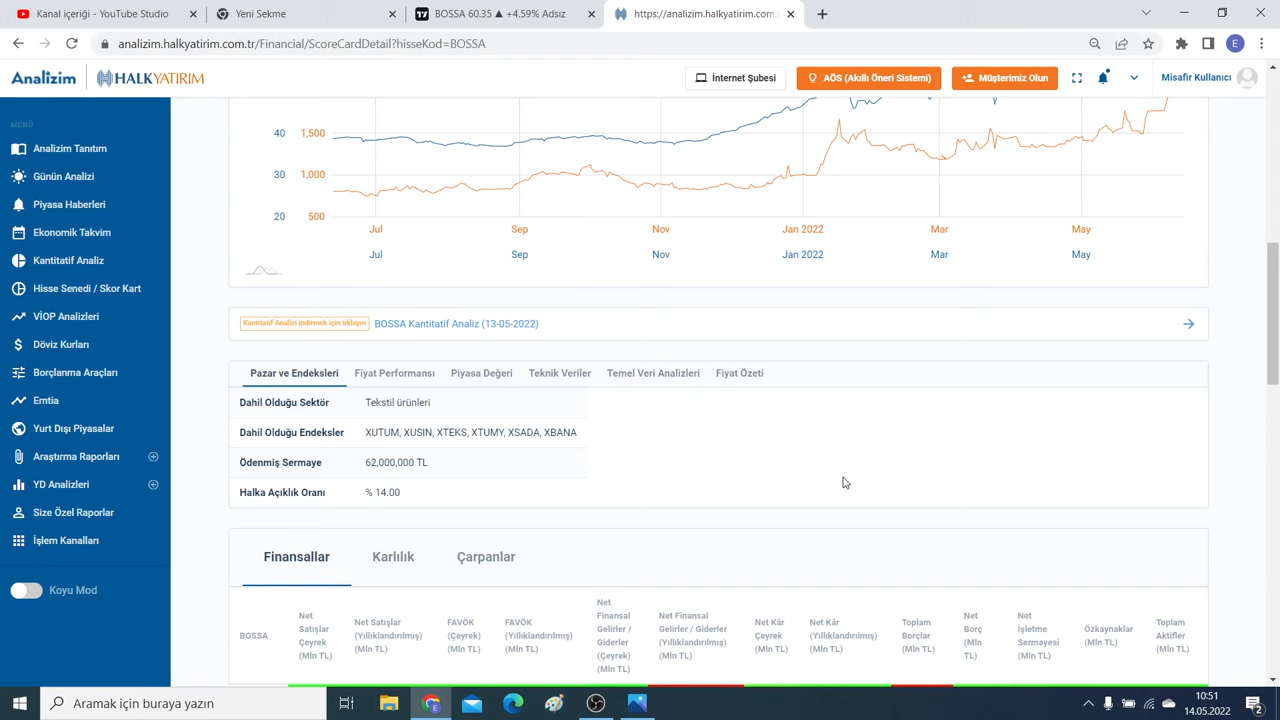 Kanal içeriği - YouTube Studio
Yeni Sekme
BOSSA 60.35 ▲ +4.59% Adsız
https://analizim.halkyatirim.com.
analizim.halkyatirim.com.tr/Financial/ScoreCardDetail?hisseKod=BOSSA
E
Analizim
HALKYATIRIM
İnternet Şubesi
AÖS (Akıllı Öneri Sistemi)
Müşterimiz Olun
Misafir Kullanıcı
MENÜ
Analizim Tanıtım
Günün Analizi
Piyasa Haberleri
Ekonomik Takvim
Kantitatif Analiz
Hisse Senedi / Skor Kart
VİOP Analizleri
Döviz Kurları
Borçlanma Araçları
Emtia
Yurt Dışı Piyasalar
Araştırma Raporları
YD Analizleri
Size Özel Raporlar
İşlem Kanalları
Koyu Mod
40 1,500
30 1,000
20 500
Jul Sep Nov Jan 2022 Mar May
Jul Sep Nov Jan 2022 Mar May
Kantitatif Analizi indirmek için tıklayın BOSSA Kantitatif Analiz (13-05-2022)
Pazar ve Endeksleri Fiyat Performansı Piyasa Değeri Teknik Veriler Temel Veri Analizleri Fiyat Özeti
Dahil Olduğu Sektör Tekstil ürünleri
Dahil Olduğu Endeksler XUTUM, XUSIN, XTEKS, XTUMY, XSADA, XBANA
Ödenmiş Sermaye 62,000,000 TL
Halka Açıklık Oranı % 14.00
Finansallar Karlılık Çarpanlar
BOSSA
Net
Satışlar
Çeyrek
(Mln TL)
Net Satışlar
(Yıllıklandırılmış)
(Mln TL)
FAVÖK
(Çeyrek)
(Mln TL)
FAVÖK
(Yıllıklandırılmış)
(Mln TL)
Net
Finansal
Gelirler /
Giderler
(Çeyrek)
(Mln TL)
Net Finansal
Gelirler / Giderler
(Yıllıklandırılmış)
(Mln TL)
Net Kâr
Çeyrek
(Mln TL)
Net Kâr
(Yıllıklandırılmış)
(Mln TL)
Toplam
Borçlar
(Mln TL)
Net
Borç
(Mln
TL)
Net
İşletme
Sermayesi
(Mln TL)
Özkaynaklar
(Mln TL)
Toplam
Aktifler
(Mln TL)
Aramak için buraya yazın
10:51
14.05.2022
2